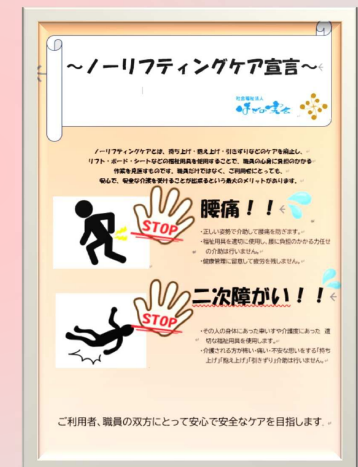 ～ノーリフティングケア宣言～
社会福祉法人
ノーリフティングケアとは、持ち上げ・抱え上げ・引きずりなどのケアを廃止し、
リフト・ボード・シートなどの福祉用具を使用することで、職員の心身に負担のかかる
作業を見直すものです。職員だけではなく、ご利用者にとっても、
安心で、安全な介護を受けることが出来るという最大のメリットがあります。
STOP
腰痛！！
・正しい姿勢で介助して腰痛を防ぎます。
・福祉用具を適切に使用し、腰に負担のかかる力任せ
の介助は行いません。
・健康管理に留意して疲労を残しません。
STOP
二次障がい！！
・その人の身体にあった車いすや介護度にあった 適
切な福祉用具を使用します。
・介護される方が怖い・痛い・不安な思いをする「持ち
上げ」「抱え上げ」「引きずり」介助は行いません。
ご利用者、職員の双方にとって安心で安全なケアを目指します。